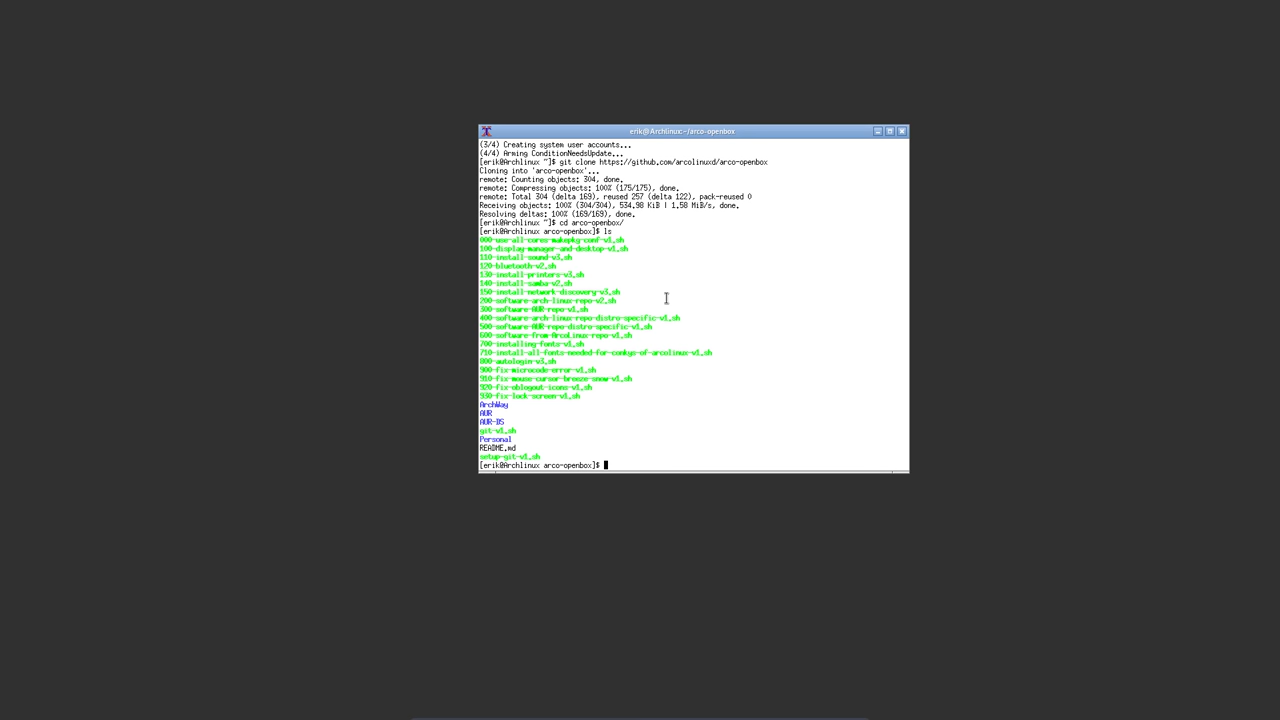 erik@Archlinux:~/arco-openbox
(3/4) Creating system user accounts...
(4/4) Arming ConditionNeedsUpdate...
[erik@Archlinux ~]$ git clone https://github.com/arcolinuxd/arco-openbox
Cloning into 'arco-openbox'...
remote: Counting objects: 304, done.
remote: Compressing objects: 100% (175/175), done.
remote: Total 304 (delta 169), reused 257 (delta 122), pack-reused 0
Receiving objects: 100% (304/304), 534.98 KiB | 1.58 MiB/s, done.
Resolving deltas: 100% (169/169), done.
[erik@Archlinux ~]$ cd arco-openbox/
[erik@Archlinux arco-openbox]$ ls
000-use-all-cores-makepkg-conf-v1.sh
100-display-manager-and-desktop-v1.sh
110-install-sound-v3.sh
120-bluetooth-v2.sh
130-install-printers-v3.sh
140-install-samba-v2.sh
150-install-network-discovery-v3.sh
200-software-arch-linux-repo-v2.sh
300-software-AUR-repo-v1.sh
400-software-arch-linux-repo-distro-specific-v1.sh
500-software-AUR-repo-distro-specific-v1.sh
600-software-from-ArcoLinux-repo-v1.sh
700-installing-fonts-v1.sh
710-install-all-fonts-needed-for-conkys-of-arcolinux-v1.sh
800-autologin-v3.sh
900-fix-microcode-error-v1.sh
910-fix-mouse-cursor-breeze-snow-v1.sh
920-fix-oblogout-icons-v1.sh
930-fix-lock-screen-v1.sh
ArchWay
AUR
AUR-DS
git-v1.sh
Personal
README.md
setup-git-v1.sh
[erik@Archlinux arco-openbox]$